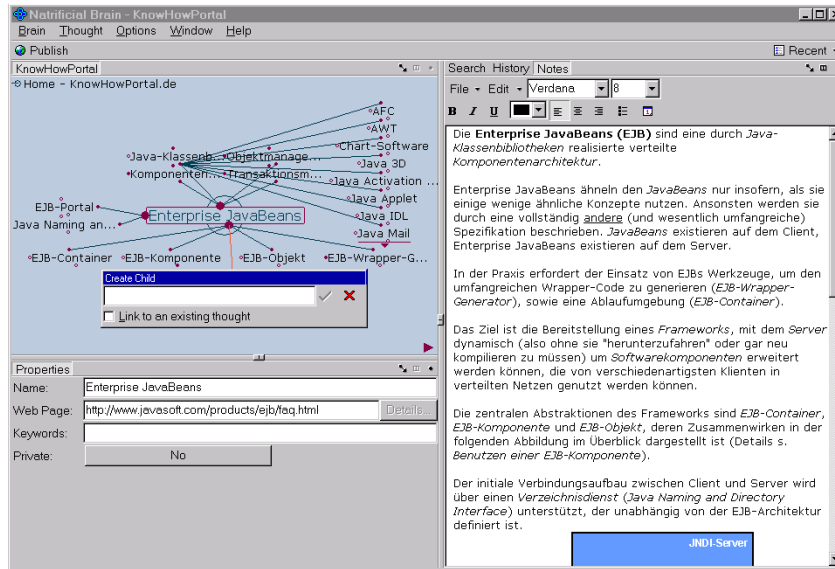 Natrificial Brain - KnowHowPortal
Brain Thought Options Window Help
Publish
Recent
KnowHowPortal
Home - KnowHowPortal.de
AFC
AWT
Chart-Software
Java-Klassenb... Objektmanage...
Java 3D
Komponenten... Transaktionsm...
Java Activation ...
Java Applet
EJB-Portal
Enterprise JavaBeans
Java IDL
Java Naming an...
Java Mail
EJB-Container EJB-Komponente EJB-Objekt EJB-Wrapper-G...
Create Child
Link to an existing thought
Properties
Name: Enterprise JavaBeans
Web Page: http://www.javasoft.com/products/ejb/faq.html Details...
Keywords:
Private: No
Search History Notes
File Edit Verdana 8
B I U
Die Enterprise JavaBeans (EJB) sind eine durch Java-
Klassenbibliotheken realisierte verteilte
Komponentenarchitektur.
Enterprise JavaBeans ähneln den JavaBeans nur insofern, als sie
einige wenige ähnliche Konzepte nutzen. Ansonsten werden sie
durch eine vollständig andere (und wesentlich umfangreiche)
Spezifikation beschrieben. JavaBeans existieren auf dem Client,
Enterprise JavaBeans existieren auf dem Server.
In der Praxis erfordert der Einsatz von EJBs Werkzeuge, um den
umfangreichen Wrapper-Code zu generieren (EJB-Wrapper-
Generator), sowie eine Ablaufumgebung (EJB-Container).
Das Ziel ist die Bereitstellung eines Frameworks, mit dem Server
dynamisch (also ohne sie "herunterzufahren" oder gar neu
kompilieren zu müssen) um Softwarekomponenten erweitert
werden können, die von verschiedenartigsten Klienten in
verteilten Netzen genutzt werden können.
Die zentralen Abstraktionen des Frameworks sind EJB-Container,
EJB-Komponente und EJB-Objekt, deren Zusammenwirken in der
folgenden Abbildung im Überblick dargestellt ist (Details s.
Benutzen einer EJB-Komponente).
Der initiale Verbindungsaufbau zwischen Client und Server wird
über einen Verzeichnisdienst (Java Naming and Directory
Interface) unterstützt, der unabhängig von der EJB-Architektur
definiert ist.
JNDI-Server